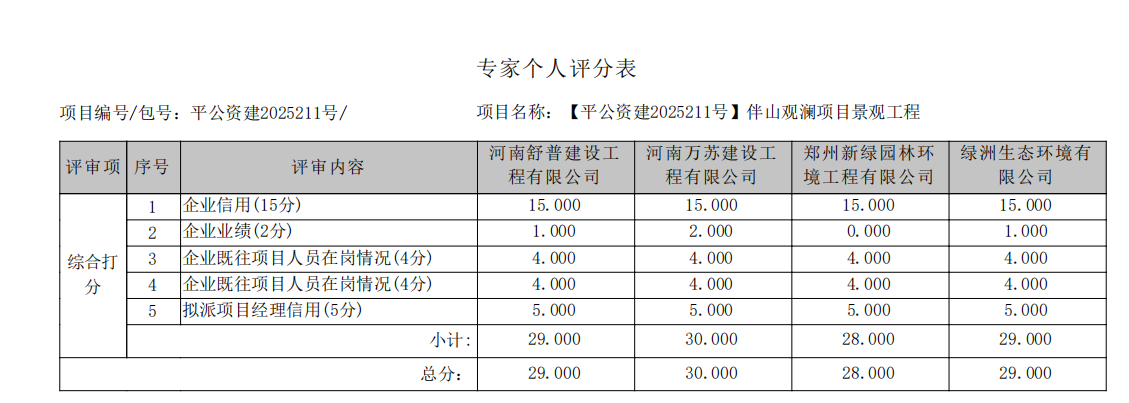 专家个人评分表
项目编号/包号：平公资建2025211号/ 项目名称：【平公资建2025211号】伴山观澜项目景观工程
评审项 序号 评审内容 河南舒普建设工程有限公司 河南万苏建设工程有限公司 郑州新绿园林环境工程有限公司 绿洲生态环境有限公司
综合打分
1 企业信用(15分) 15.000 15.000 15.000 15.000
2 企业业绩(2分) 1.000 2.000 0.000 1.000
3 企业既往项目人员在岗情况(4分) 4.000 4.000 4.000 4.000
4 企业既往项目人员在岗情况(4分) 4.000 4.000 4.000 4.000
5 拟派项目经理信用(5分) 5.000 5.000 5.000 5.000
小计: 29.000 30.000 28.000 29.000
总分: 29.000 30.000 28.000 29.000